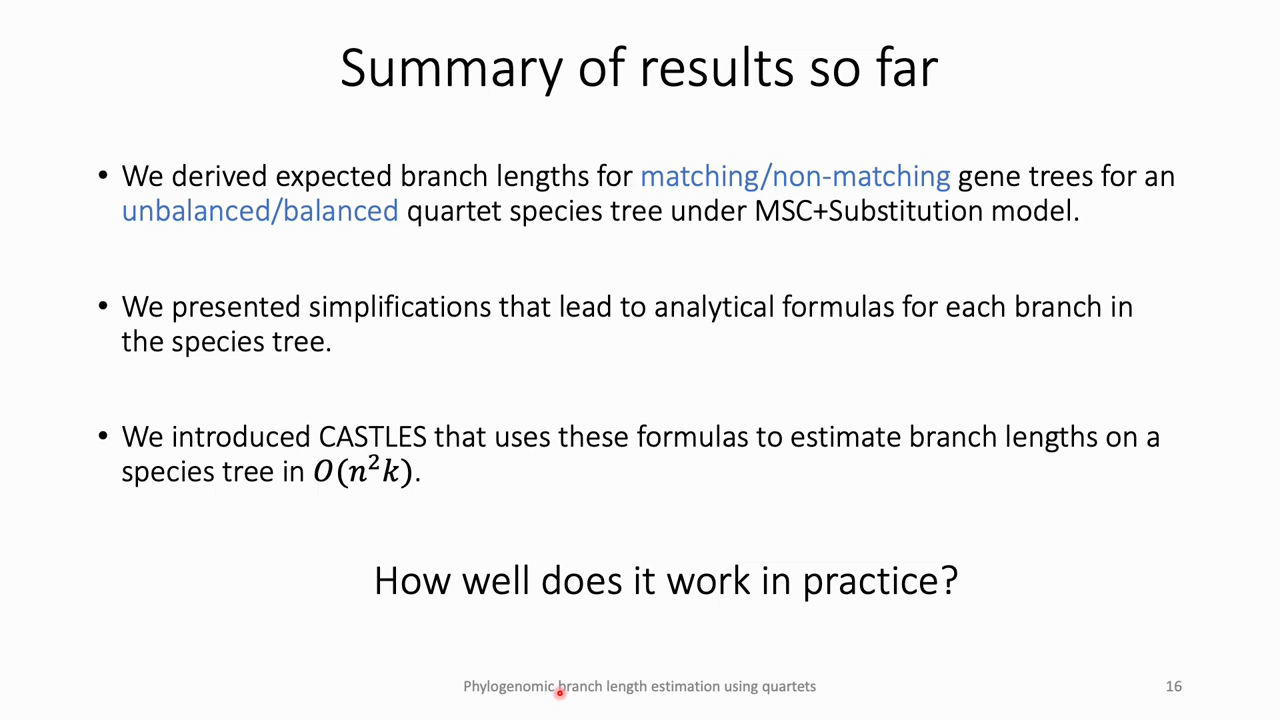 Summary of results so far
• We derived expected branch lengths for matching/non-matching gene trees for an
unbalanced/balanced quartet species tree under MSC+Substitution model.
• We presented simplifications that lead to analytical formulas for each branch in
the species tree.
• We introduced CASTLES that uses these formulas to estimate branch lengths on a
species tree in O(n²k).
How well does it work in practice?
Phylogenomic branch length estimation using quartets
16